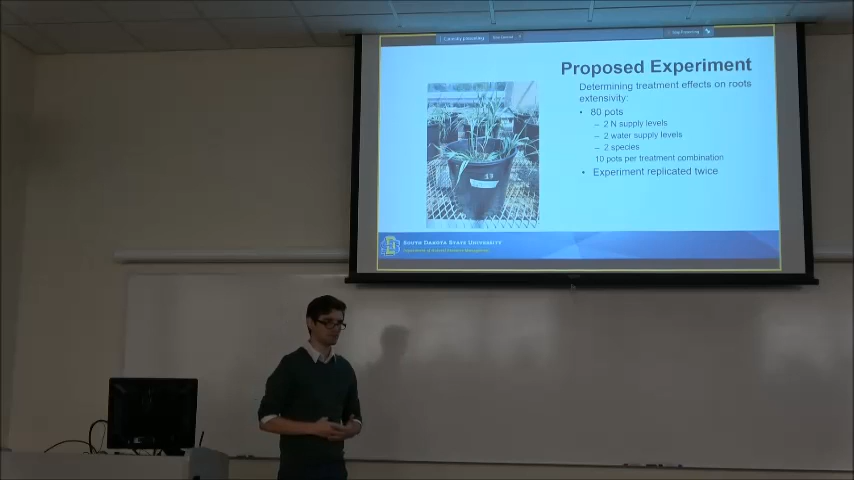 Proposed Experiment
Determining treatment effects on roots
extensivity:
• 80 pots
– 2 N supply levels
– 2 water supply levels
– 2 species
10 pots per treatment combination
• Experiment replicated twice
SOUTH DAKOTA STATE UNIVERSITY